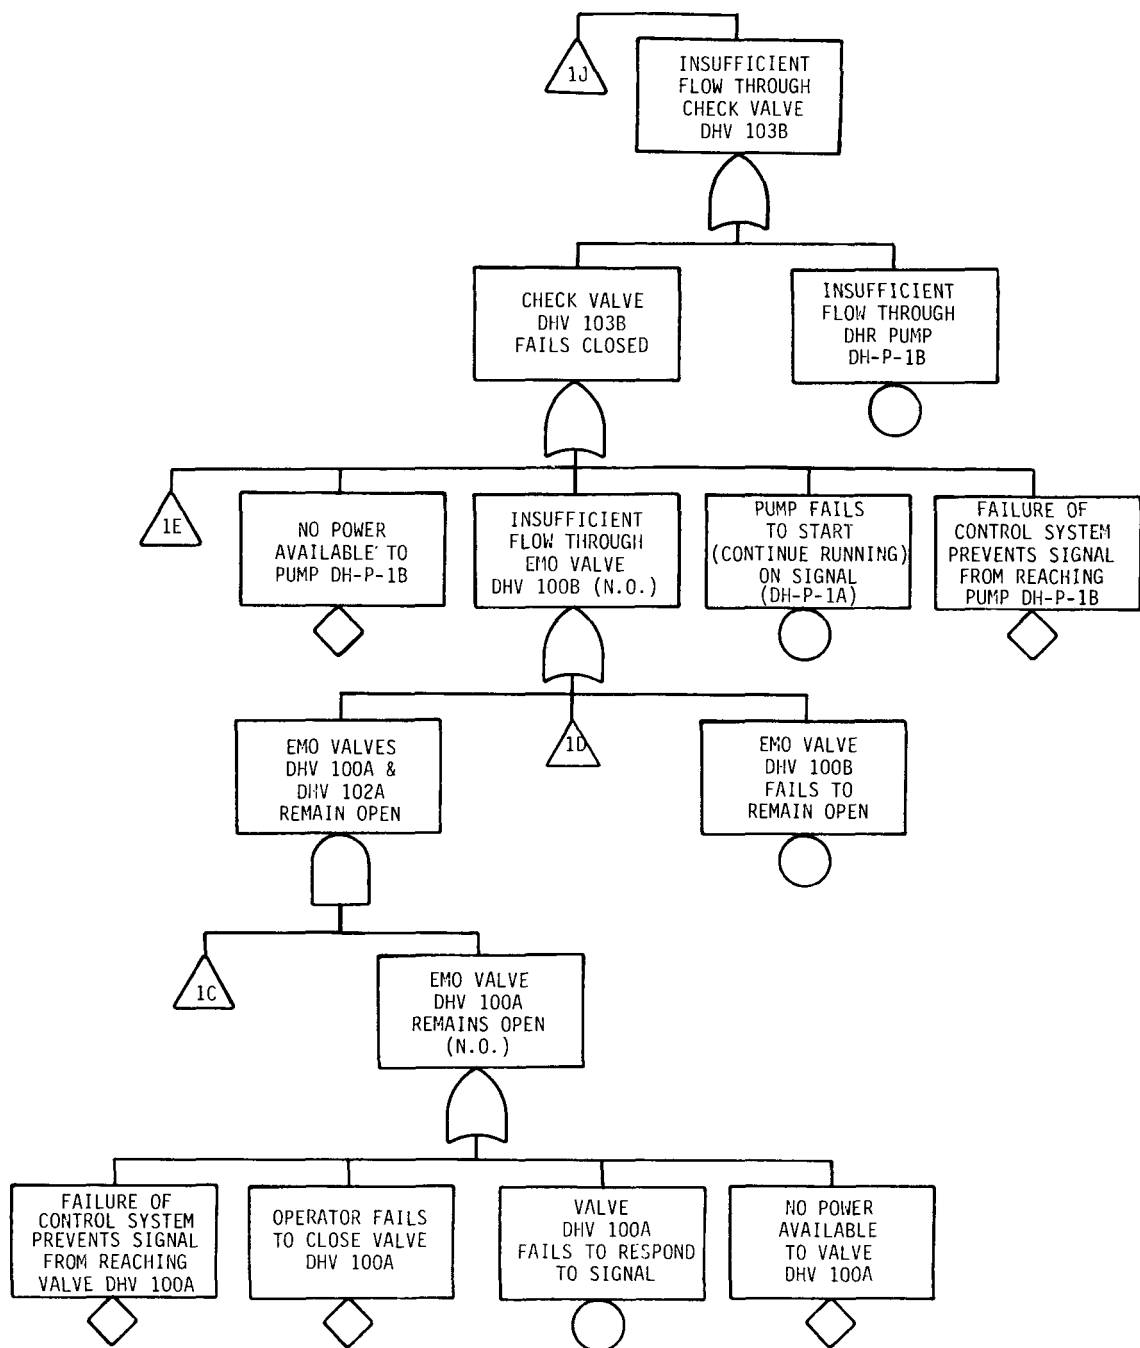 1J
INSUFFICIENT
FLOW THROUGH
CHECK VALVE
DHV 103B
CHECK VALVE
DHV 103B
FAILS CLOSED
INSUFFICIENT
FLOW THROUGH
DHR PUMP
DH-P-1B
1E
NO POWER
AVAILABLE TO
PUMP DH-P-1B
INSUFFICIENT
FLOW THROUGH
EMO VALVE
DHV 100B (N.O.)
PUMP FAILS
TO START
(CONTINUE RUNNING)
ON SIGNAL
(DH-P-1A)
FAILURE OF
CONTROL SYSTEM
PREVENTS SIGNAL
FROM REACHING
PUMP DH-P-1B
EMO VALVES
DHV 100A &
DHV 102A
REMAIN OPEN
1D
EMO VALVE
DHV 100B
FAILS TO
REMAIN OPEN
1C
EMO VALVE
DHV 100A
REMAINS OPEN
(N.O.)
FAILURE OF
CONTROL SYSTEM
PREVENTS SIGNAL
FROM REACHING
VALVE DHV 100A
OPERATOR FAILS
TO CLOSE VALVE
DHV 100A
VALVE
DHV 100A
FAILS TO RESPOND
TO SIGNAL
NO POWER
AVAILABLE
TO VALVE
DHV 100A